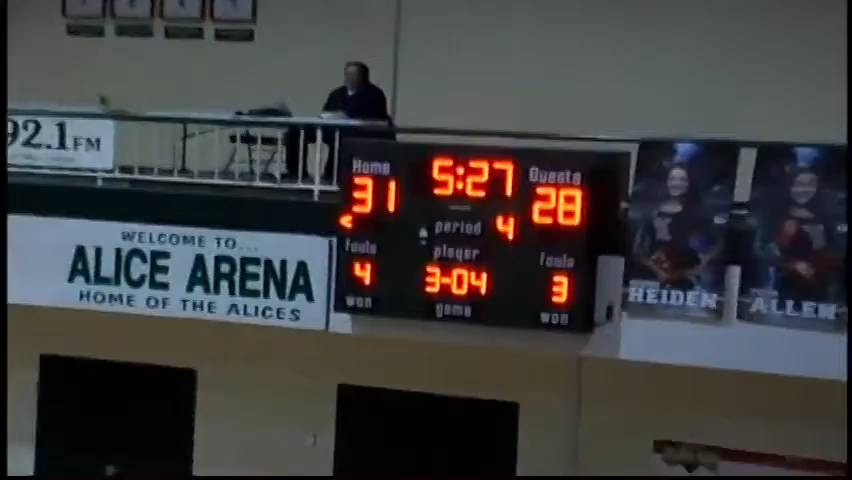 92.1 FM
Home
5:27
Guests
31
28
period
4
fouls
player
fouls
4
3-04
3
won
game
won
WELCOME TO...
ALICE ARENA
HOME OF THE ALICES
HEIDEN
ALLEN